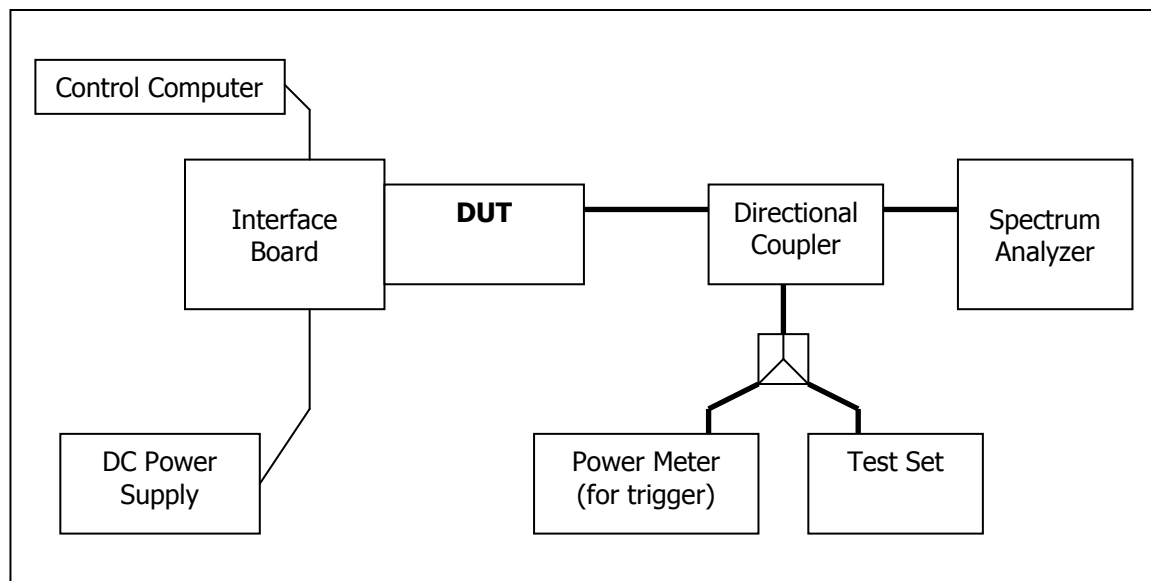 Control Computer
Interface
Board
DUT
Directional
Coupler
Spectrum
Analyzer
DC Power
Supply
Power Meter
(for trigger)
Test Set